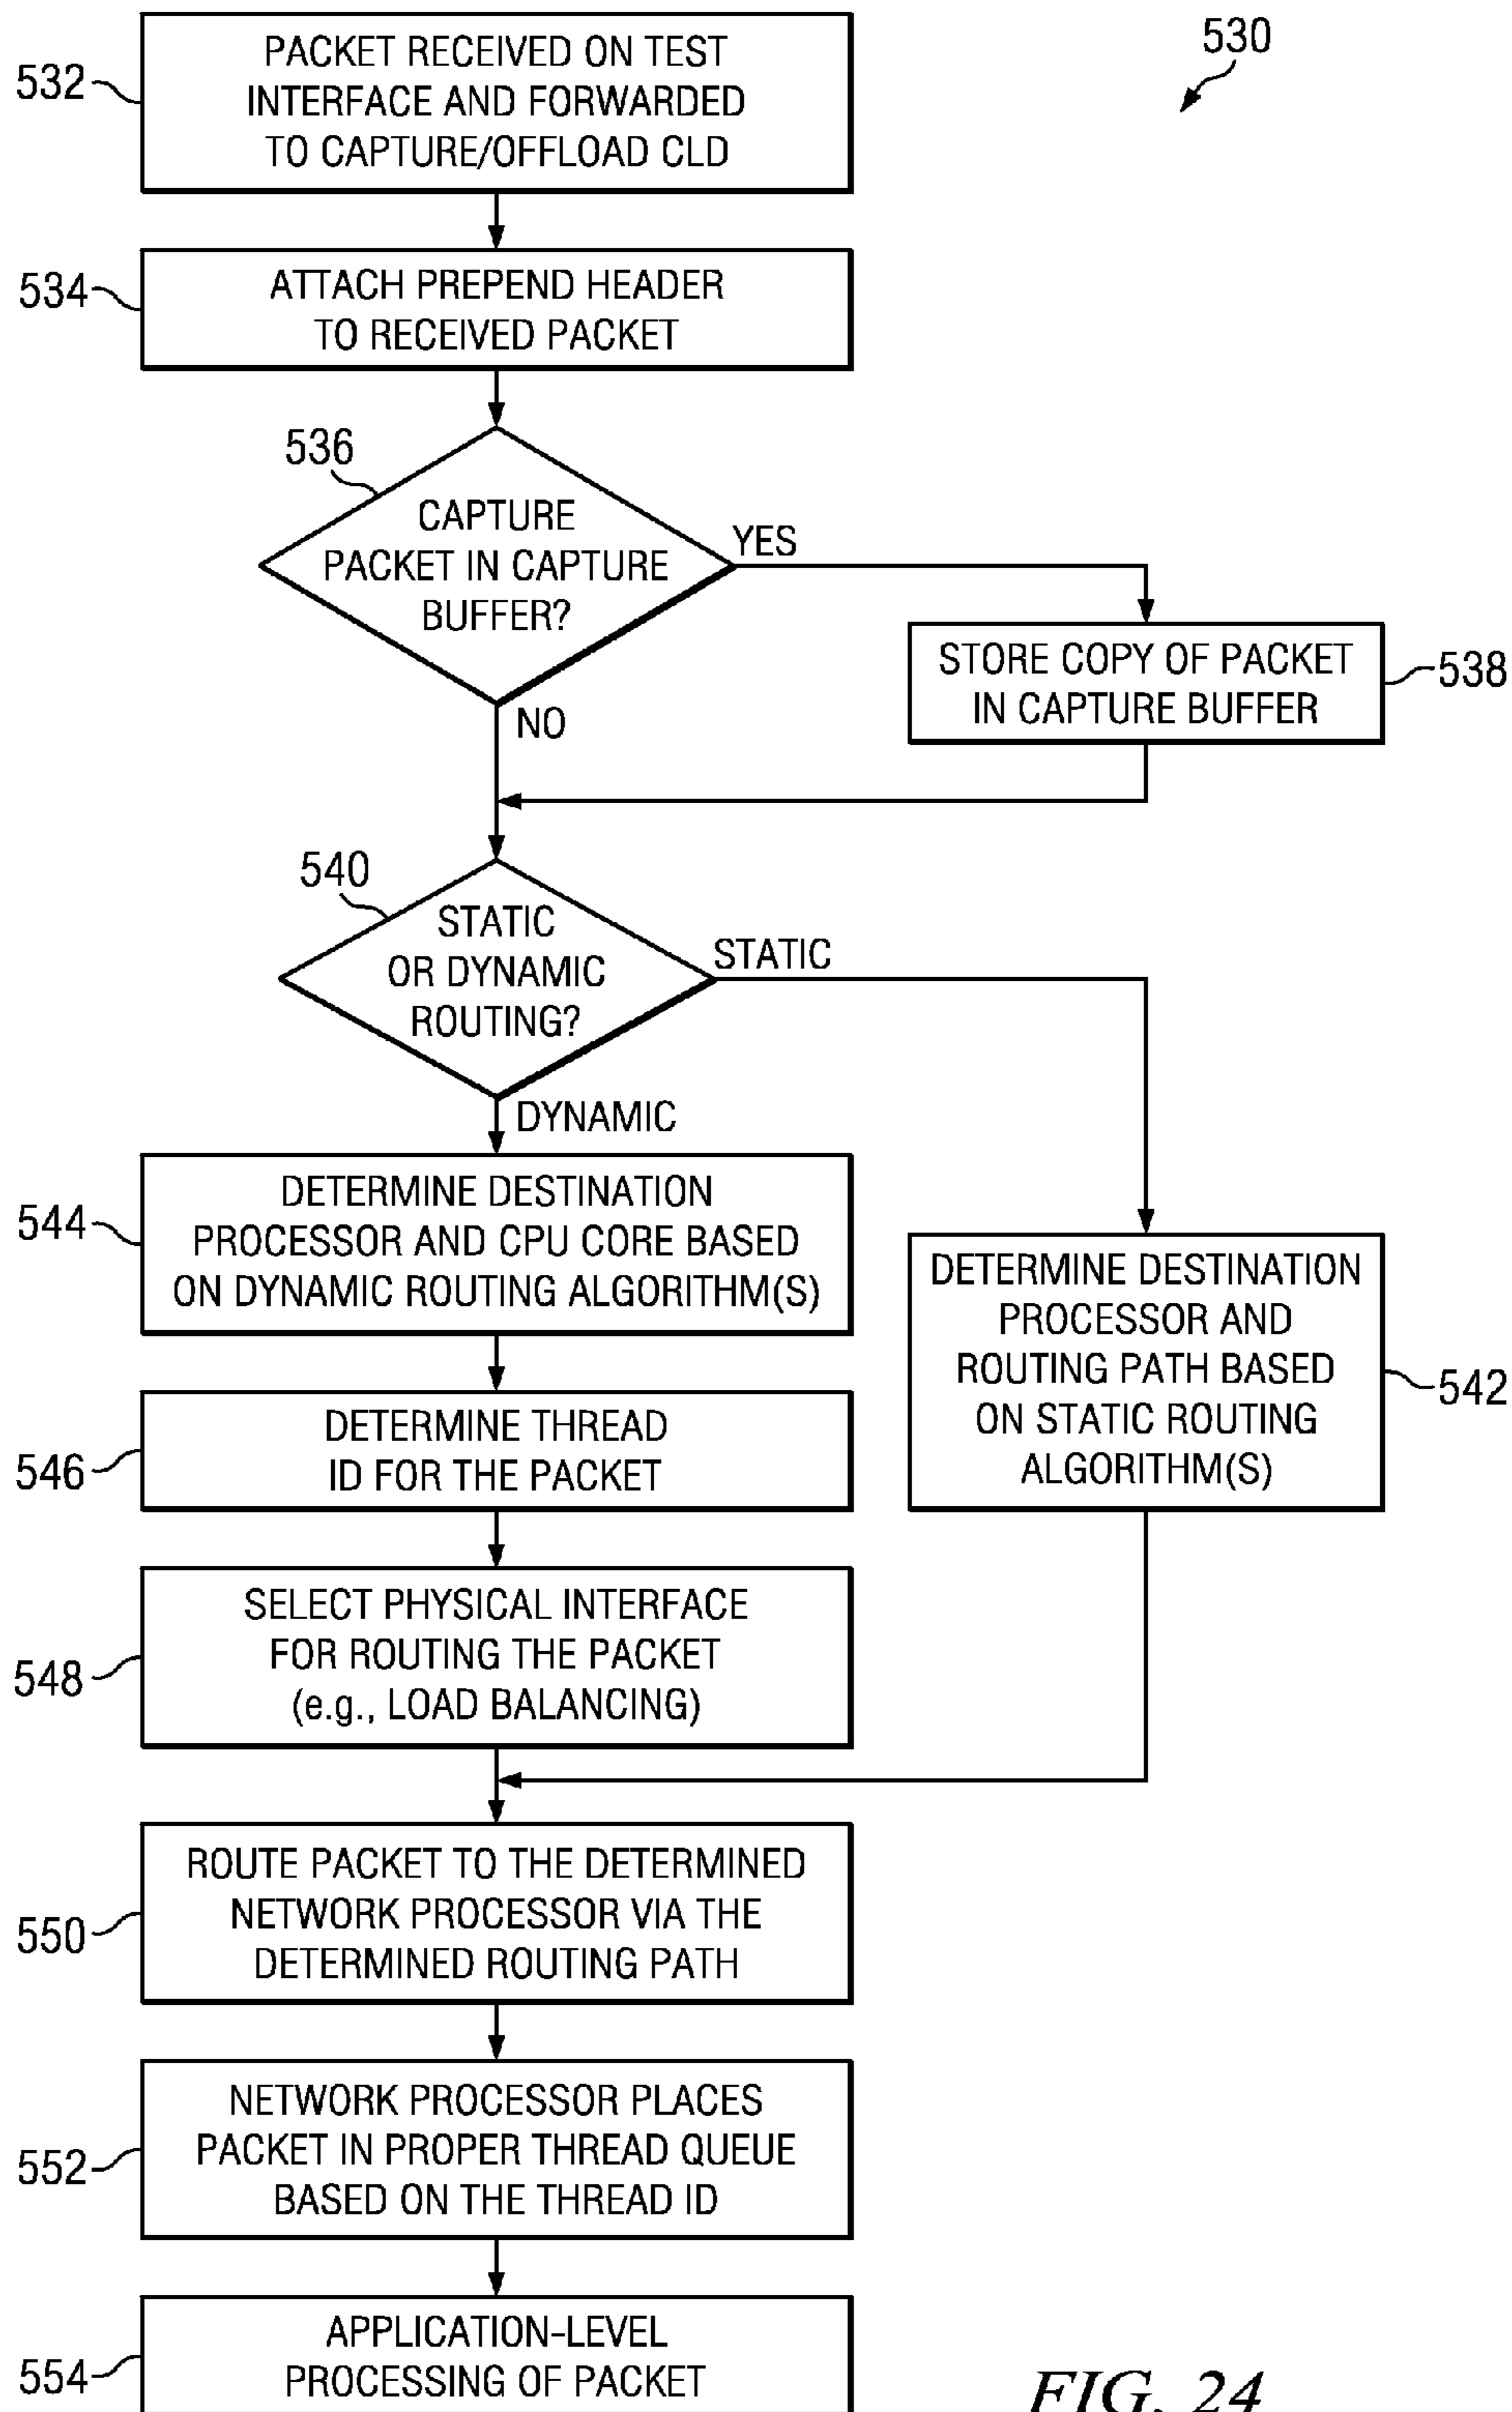 530
532
PACKET RECEIVED ON TEST
INTERFACE AND FORWARDED
TO CAPTURE/OFFLOAD CLD
534
ATTACH PREPEND HEADER
TO RECEIVED PACKET
536
CAPTURE
PACKET IN CAPTURE
BUFFER?
YES
NO
STORE COPY OF PACKET
IN CAPTURE BUFFER
538
540
STATIC
OR DYNAMIC
ROUTING?
STATIC
DYNAMIC
544
DETERMINE DESTINATION
PROCESSOR AND CPU CORE BASED
ON DYNAMIC ROUTING ALGORITHM(S)
DETERMINE DESTINATION
PROCESSOR AND
ROUTING PATH BASED
ON STATIC ROUTING
ALGORITHM(S)
542
546
DETERMINE THREAD
ID FOR THE PACKET
548
SELECT PHYSICAL INTERFACE
FOR ROUTING THE PACKET
(e.g., LOAD BALANCING)
550
ROUTE PACKET TO THE DETERMINED
NETWORK PROCESSOR VIA THE
DETERMINED ROUTING PATH
552
NETWORK PROCESSOR PLACES
PACKET IN PROPER THREAD QUEUE
BASED ON THE THREAD ID
554
APPLICATION-LEVEL
PROCESSING OF PACKET
FIG. 24